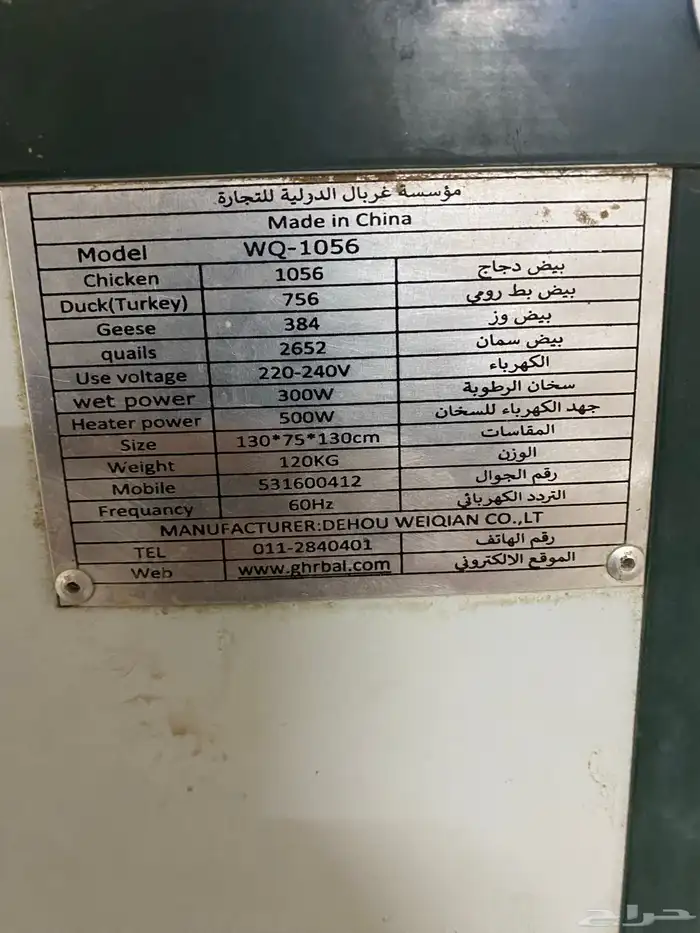 مؤسسة غربال الدولية للتجارة
Made in China
Model WQ-1056
Chicken 1056 بيض دجاج
Duck(Turkey) 756 بيض بط رومي
Geese 384 بيض وز
quails 2652 بيض سمان
Use voltage 220-240V الكهرباء
wet power 300W سخان الرطوبة
Heater power 500W جهد الكهرباء للسخان
Size 130*75*130cm المقاسات
Weight 120KG الوزن
Mobile 531600412 رقم الجوال
Frequancy 60Hz التردد الكهربائي
MANUFACTURER:DEHOU WEIQIAN CO.,LT
TEL 011-2840401 رقم الهاتف
Web www.ghrbal.com الموقع الالكتروني
حراج